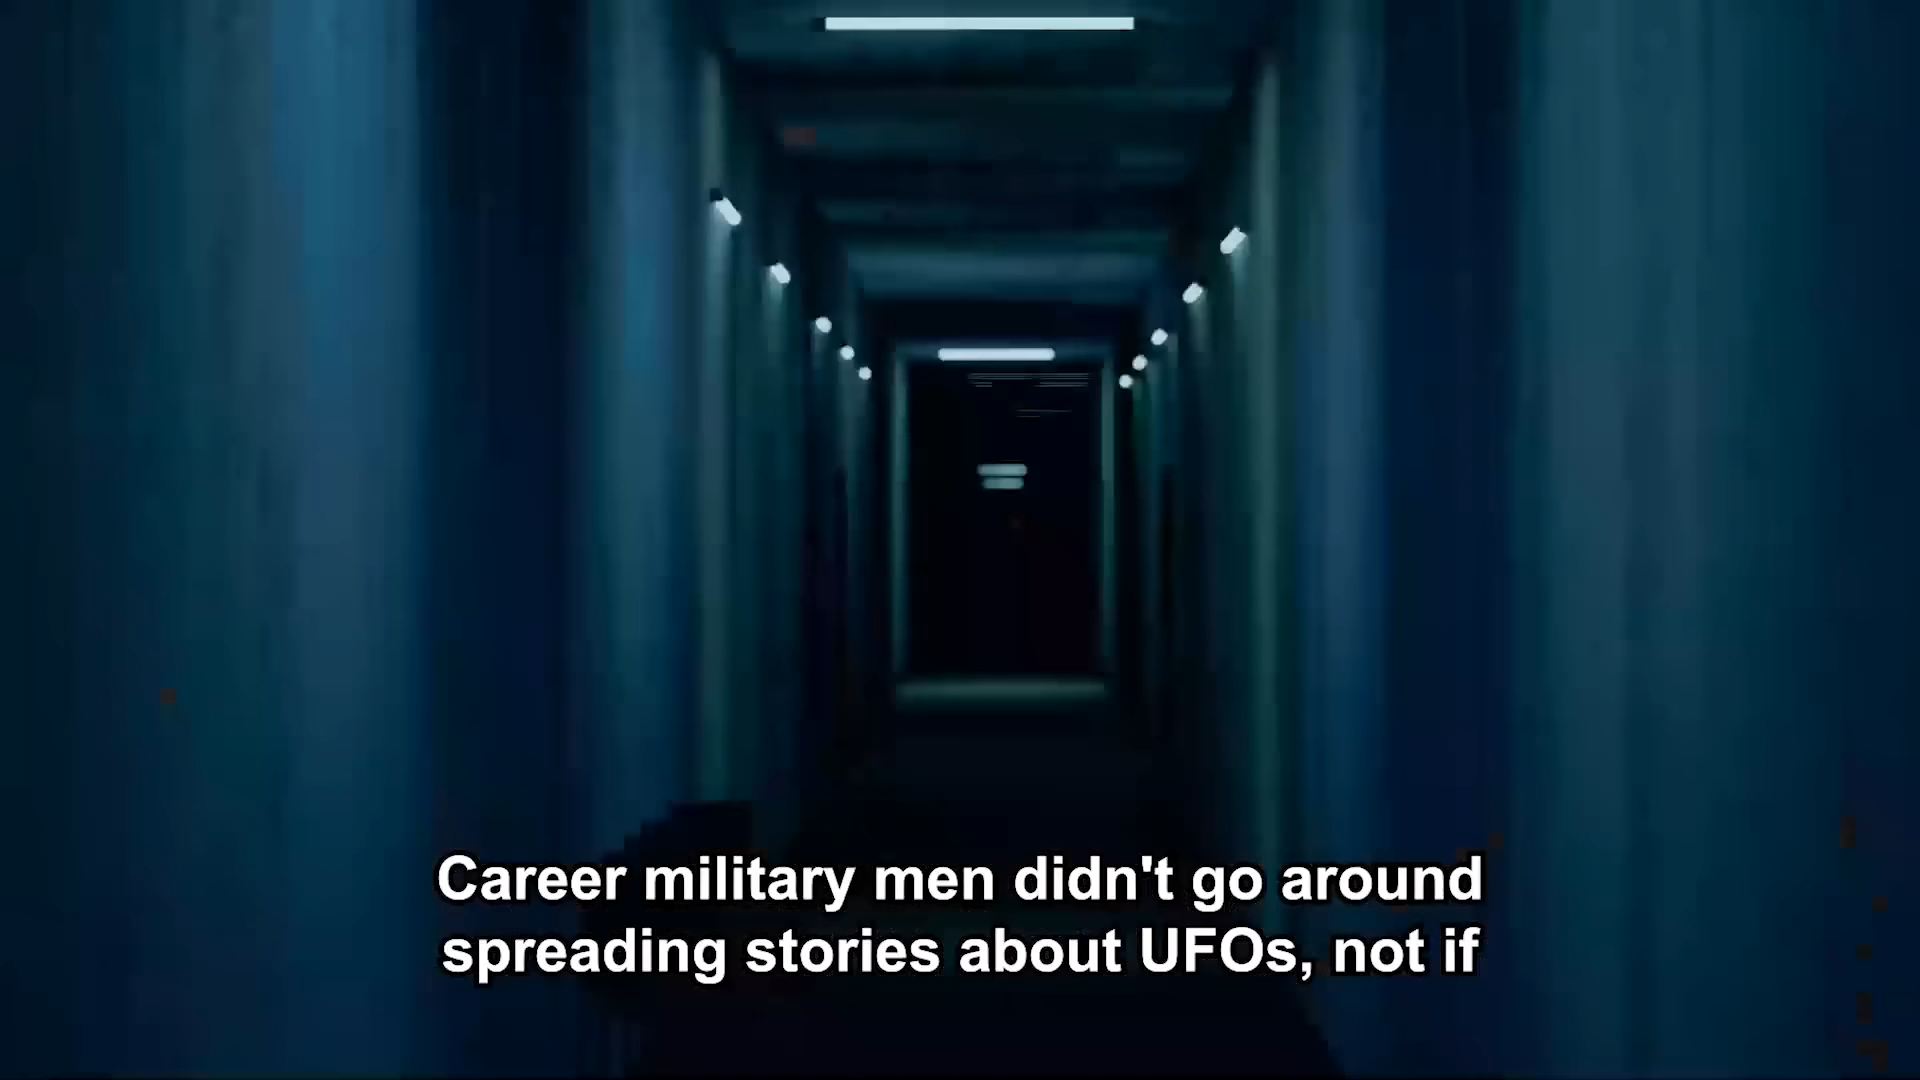 Career military men didn't go around
spreading stories about UFOs, not if